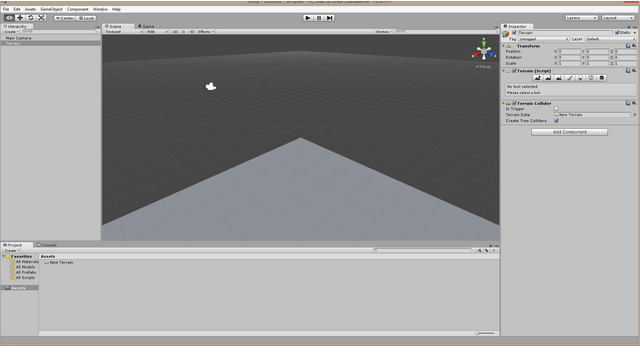 File Edit Assets GameObject Component Window Help
Center Local
Layers Layout
Hierarchy
Create
Main Camera
Terrain
Scene Game
Textured RGB 2D Effects Gizmos
Persp
Inspector
Terrain Static
Tag Untagged Layer Default
Transform
Position X 0 Y 0 Z 0
Rotation X 0 Y 0 Z 0
Scale X 1 Y 1 Z 1
Terrain (Script)
No tool selected
Please select a tool
Terrain Collider
Is Trigger
Terrain Data New Terrain
Create Tree Colliders
Add Component
Project Console
Create
Favorites
All Materials
All Models
All Prefabs
All Scripts
Assets
Assets
New Terrain